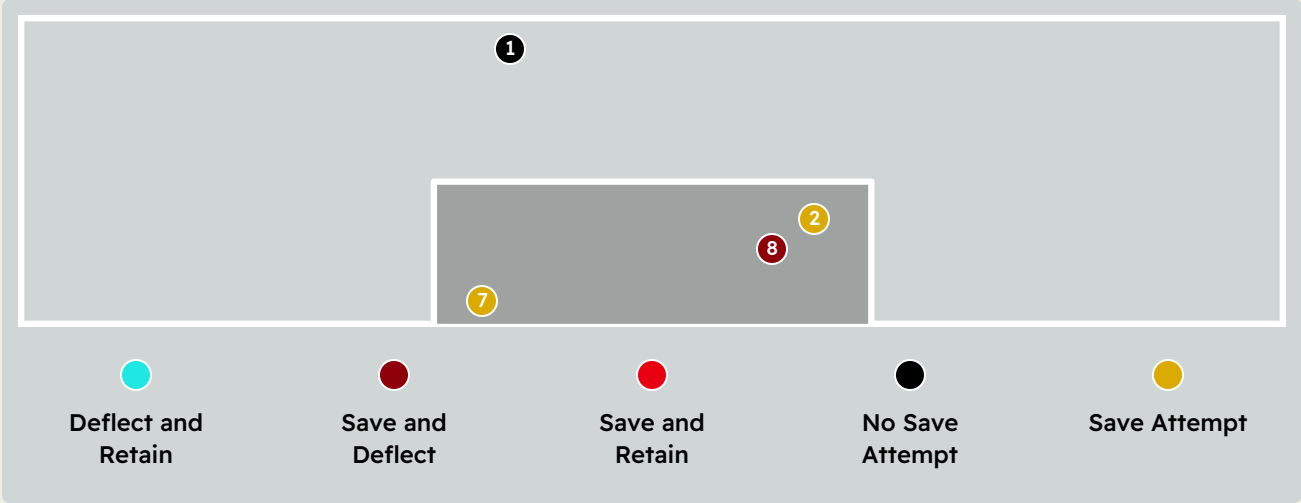 1
2
8
7
Deflect and
Retain
Save and
Deflect
Save and
Retain
No Save
Attempt
Save Attempt